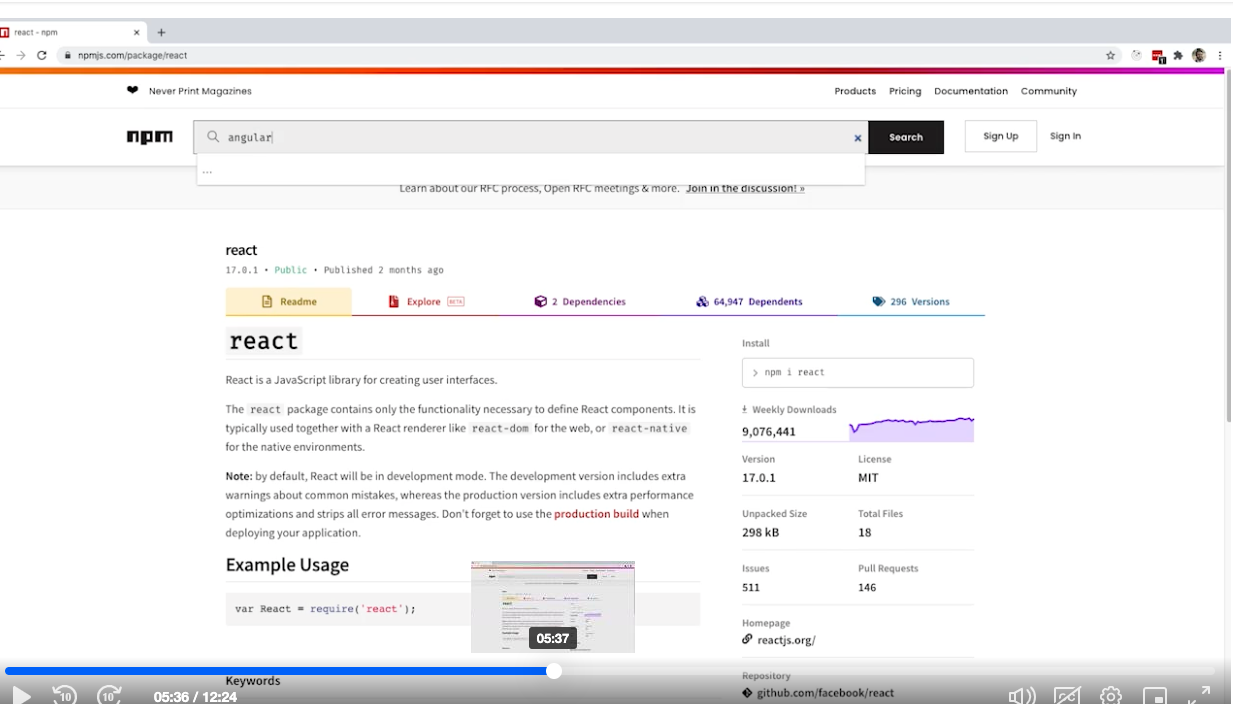 react - npm
npmjs.com/package/react
Never Print Magazines
Products Pricing Documentation Community
npm
angular
Search
Sign Up
Sign In
...
Learn about our RFC process, Open RFC meetings & more. Join in the discussion! »
react
17.0.1 • Public • Published 2 months ago
Readme
Explore BETA
2 Dependencies
64,947 Dependents
296 Versions
react
React is a JavaScript library for creating user interfaces.
The react package contains only the functionality necessary to define React components. It is
typically used together with a React renderer like react-dom for the web, or react-native
for the native environments.
Note: by default, React will be in development mode. The development version includes extra
warnings about common mistakes, whereas the production version includes extra performance
optimizations and strips all error messages. Don't forget to use the production build when
deploying your application.
Example Usage
var React = require('react');
Keywords
Install
npm i react
Weekly Downloads
9,076,441
Version
License
17.0.1
MIT
Unpacked Size
Total Files
298 kB
18
Issues
Pull Requests
511
146
Homepage
reactjs.org/
Repository
github.com/facebook/react
05:37
10
10
05:36 / 12:24